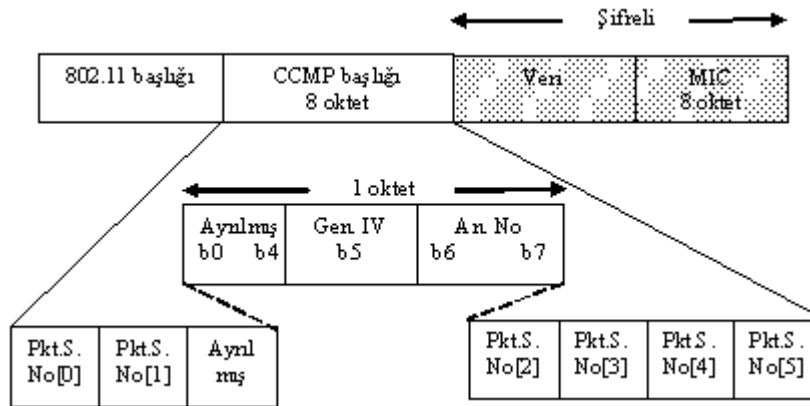 Şifreli
802.11 başlığı CCMP başlığı Veri MIC
8 oktet 8 oktet
1 oktet
Ayrılmış Gen. IV An. No
b0 b4 b5 b6 b7
Pkt.S. Pkt.S. Ayrıl Pkt.S. Pkt.S. Pkt.S. Pkt.S.
No[0] No[1] mış No[2] No[3] No[4] No[5]